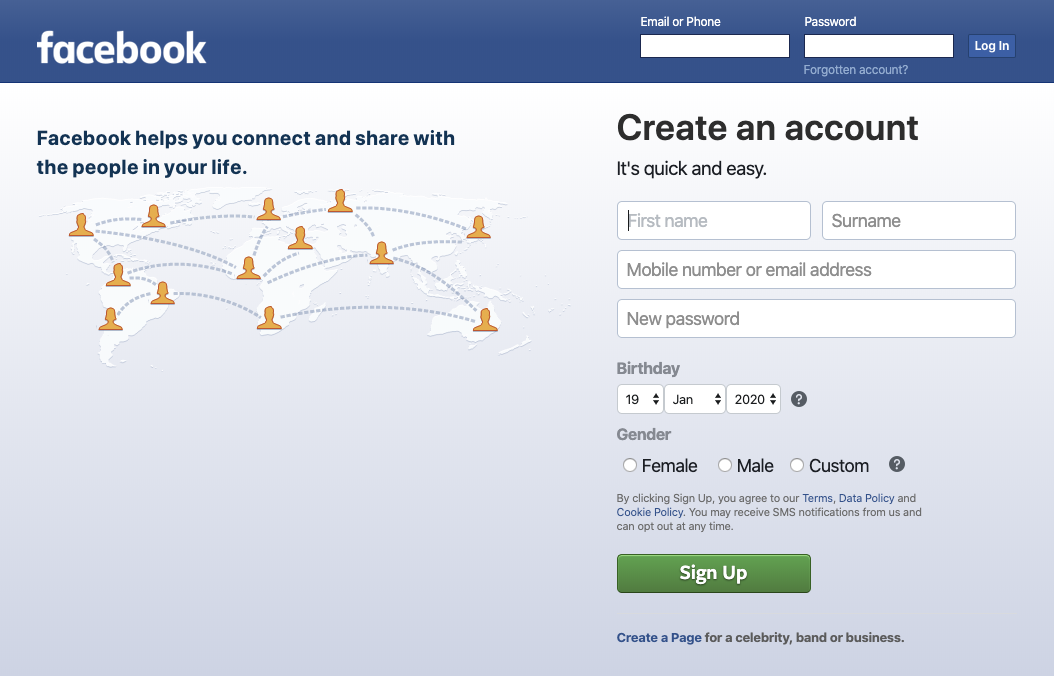 facebook
Email or Phone
Password
Log In
Forgotten account?
Facebook helps you connect and share with
the people in your life.
Create an account
It's quick and easy.
First name
Surname
Mobile number or email address
New password
Birthday
19 Jan 2020 ?
Gender
Female Male Custom ?
By clicking Sign Up, you agree to our Terms, Data Policy and
Cookie Policy. You may receive SMS notifications from us and
can opt out at any time.
Sign Up
Create a Page for a celebrity, band or business.